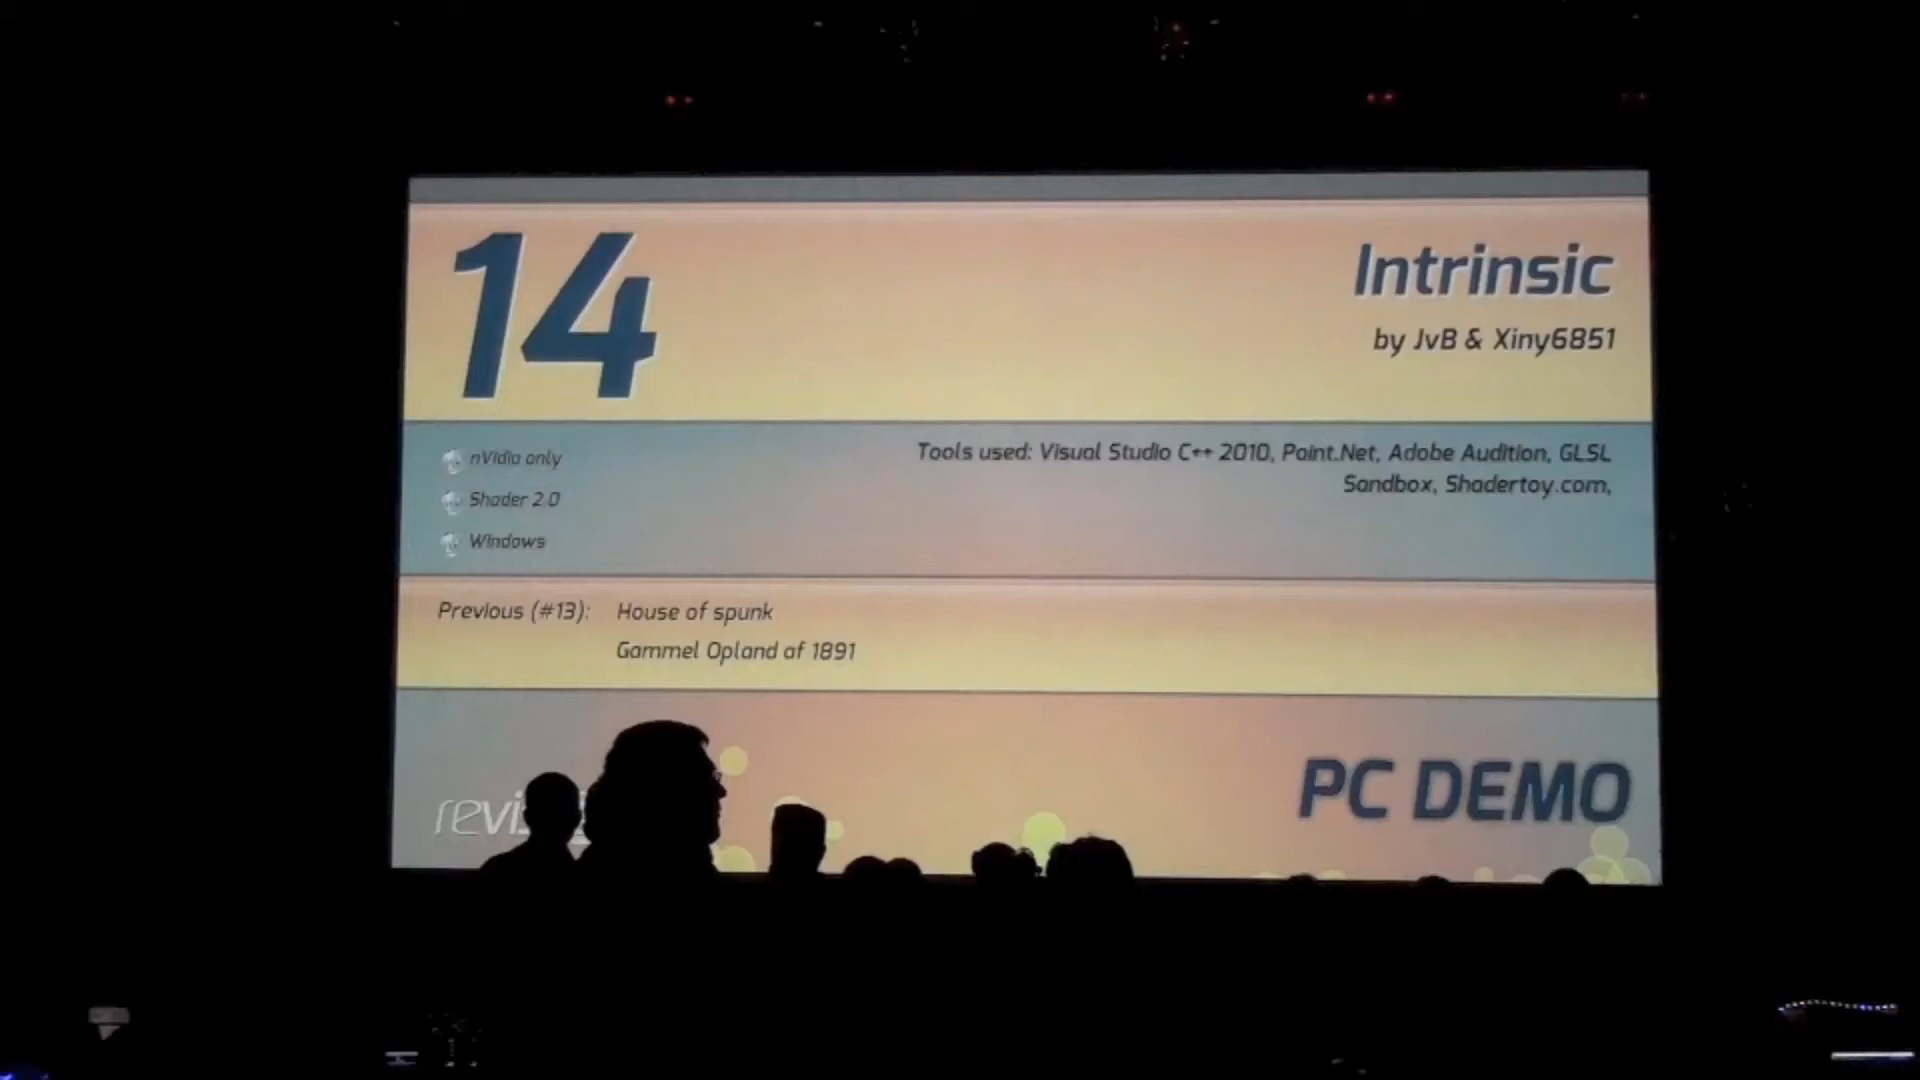 14
Intrinsic
by JvB & Xiny6851
nVidia only
Shader 2.0
Windows
Tools used: Visual Studio C++ 2010, Paint.Net, Adobe Audition, GLSL
Sandbox, Shadertoy.com,
Previous (#13): House of spunk
Gammel Opland of 1891
PC DEMO